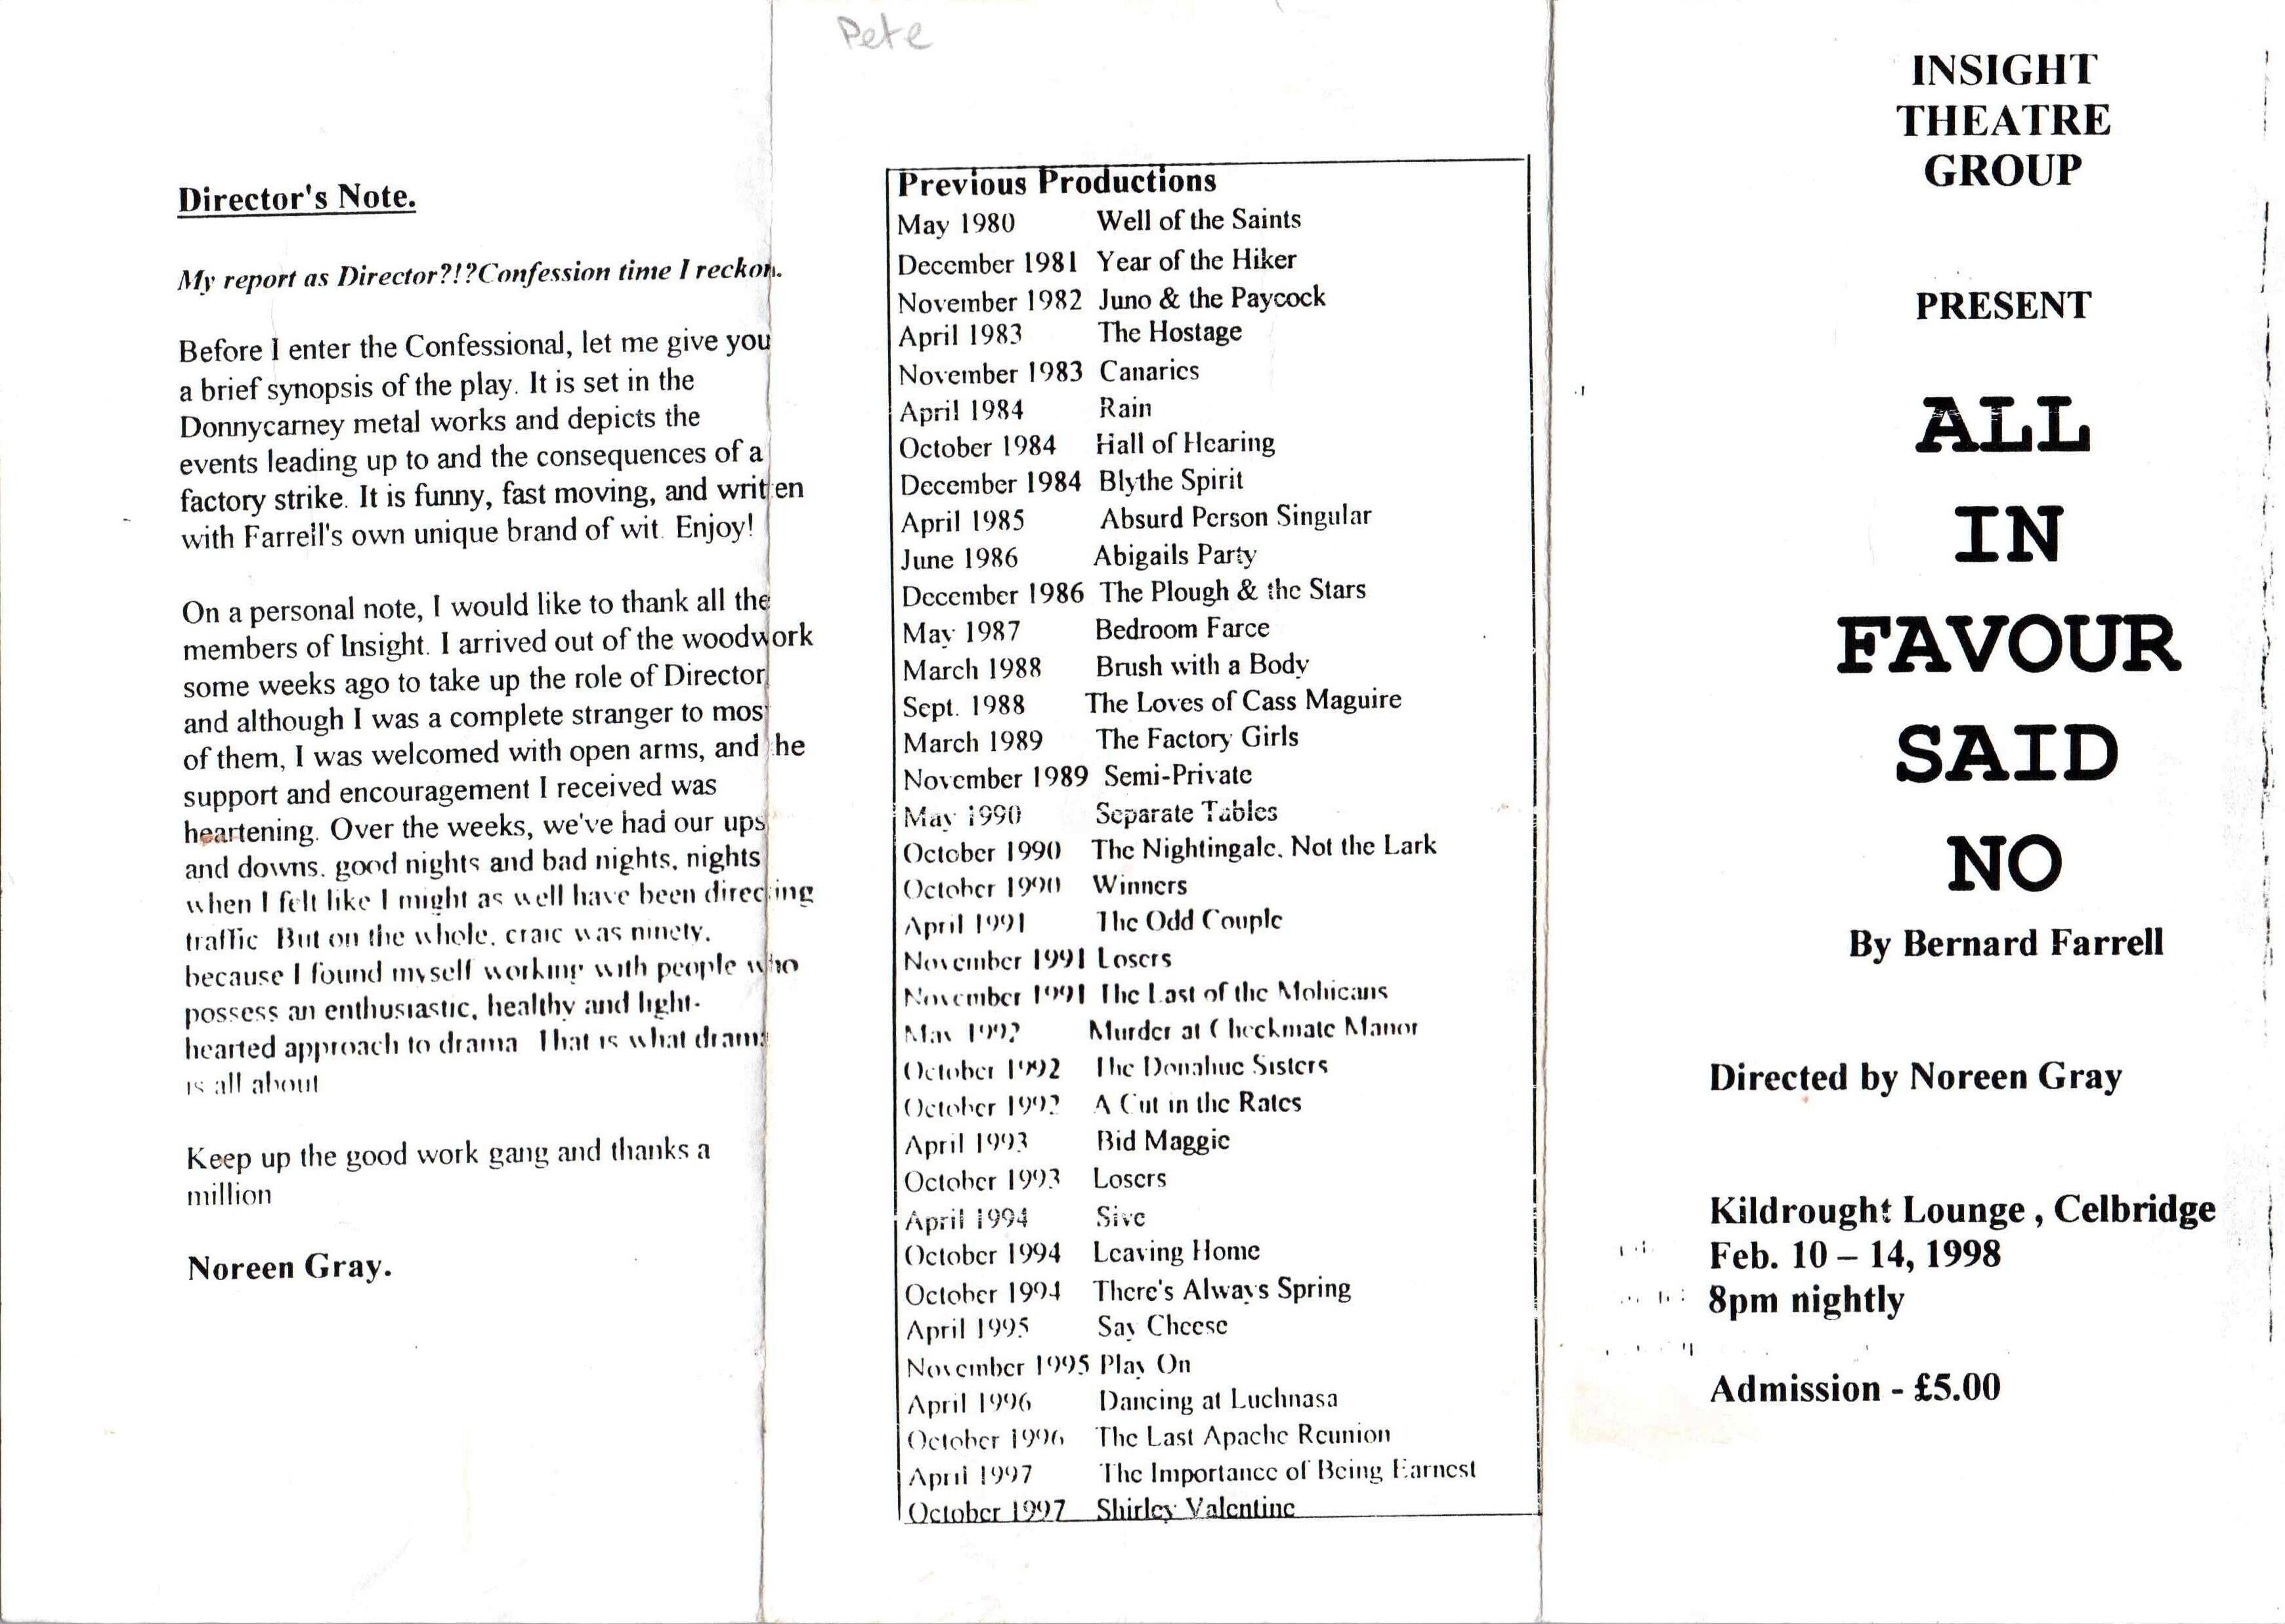 Pete
Director's Note.
My report as Director?!?Confession time I reckon.
Before I enter the Confessional, let me give you
a brief synopsis of the play. It is set in the
Donnycarney metal works and depicts the
events leading up to and the consequences of a
factory strike. It is funny, fast moving, and written
with Farrell's own unique brand of wit. Enjoy!
On a personal note, I would like to thank all the
members of Insight. I arrived out of the woodwork
some weeks ago to take up the role of Director
and although I was a complete stranger to most
of them, I was welcomed with open arms, and the
support and encouragement I received was
heartening. Over the weeks, we've had our ups
and downs, good nights and bad nights, nights
when I felt like I might as well have been directing
traffic But on the whole, craic was ninety,
because I found myself working with people who
possess an enthusiastic, healthy and light-
hearted approach to drama That is what drama
is all about
Keep up the good work gang and thanks a
million
Noreen Gray.
Previous Productions
May 1980 Well of the Saints
December 1981 Year of the Hiker
November 1982 Juno & the Paycock
April 1983 The Hostage
November 1983 Canaries
April 1984 Rain
October 1984 Hall of Hearing
December 1984 Blythe Spirit
April 1985 Absurd Person Singular
June 1986 Abigails Party
December 1986 The Plough & the Stars
May 1987 Bedroom Farce
March 1988 Brush with a Body
Sept. 1988 The Loves of Cass Maguire
March 1989 The Factory Girls
November 1989 Semi-Private
May 1990 Separate Tables
October 1990 The Nightingale, Not the Lark
October 1990 Winners
April 1991 The Odd Couple
November 1991 Losers
November 1991 The Last of the Mohicans
May 1992 Murder at Checkmate Manor
October 1992 The Donahue Sisters
October 1992 A Cut in the Rates
April 1993 Bid Maggie
October 1993 Losers
April 1994 Sive
October 1994 Leaving Home
October 1994 There's Always Spring
April 1995 Say Cheese
November 1995 Play On
April 1996 Dancing at Luchnasa
October 1996 The Last Apache Reunion
April 1997 The Importance of Being Earnest
October 1997 Shirley Valentine
INSIGHT
THEATRE
GROUP
PRESENT
ALL
IN
FAVOUR
SAID
NO
By Bernard Farrell
Directed by Noreen Gray
Kildrought Lounge , Celbridge
Feb. 10 – 14, 1998
8pm nightly
Admission - £5.00